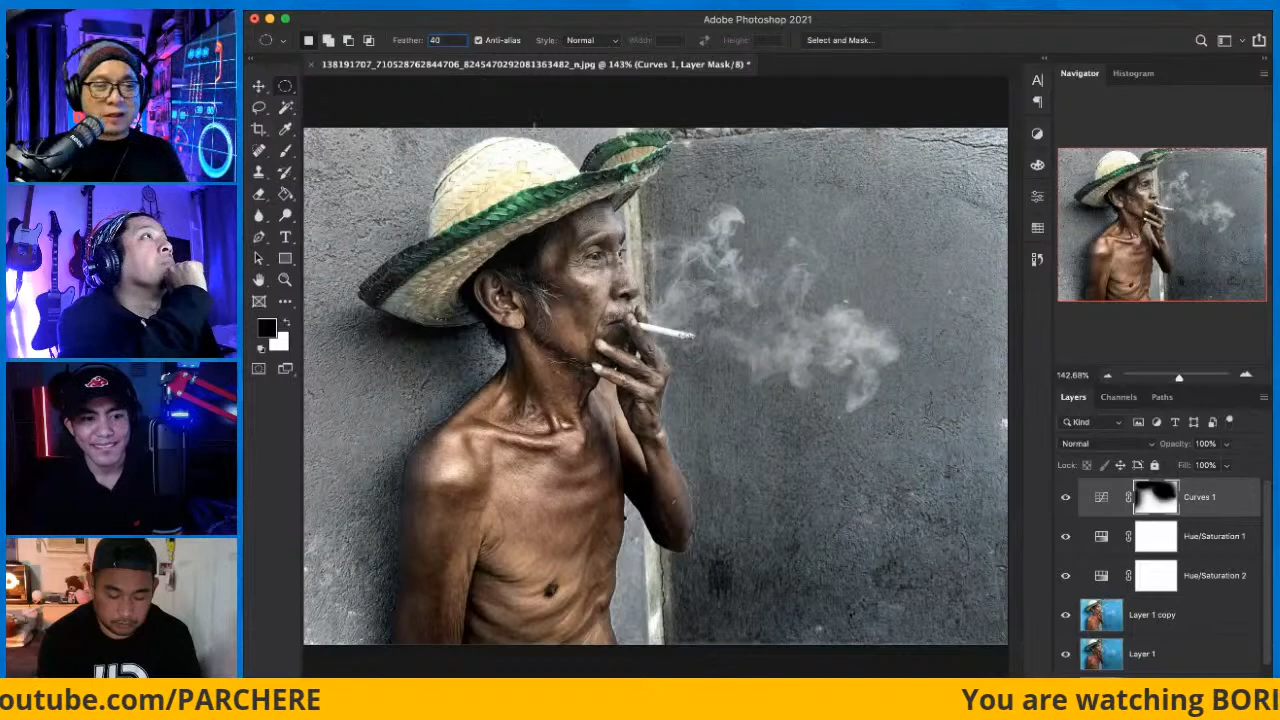 Adobe Photoshop 2021
Feather: 40 Anti-alias Style: Normal Width: Height: Select and Mask...
138191707_710528762844706_8245470292081363482_n.jpg @ 143% (Curves 1, Layer Mask/8) *
Navigator Histogram
142.68%
Layers Channels Paths
Kind
Normal Opacity: 100%
Lock: Fill: 100%
Curves 1
Hue/Saturation 1
Hue/Saturation 2
Layer 1 copy
Layer 1
outube.com/PARCHERE You are watching BORI